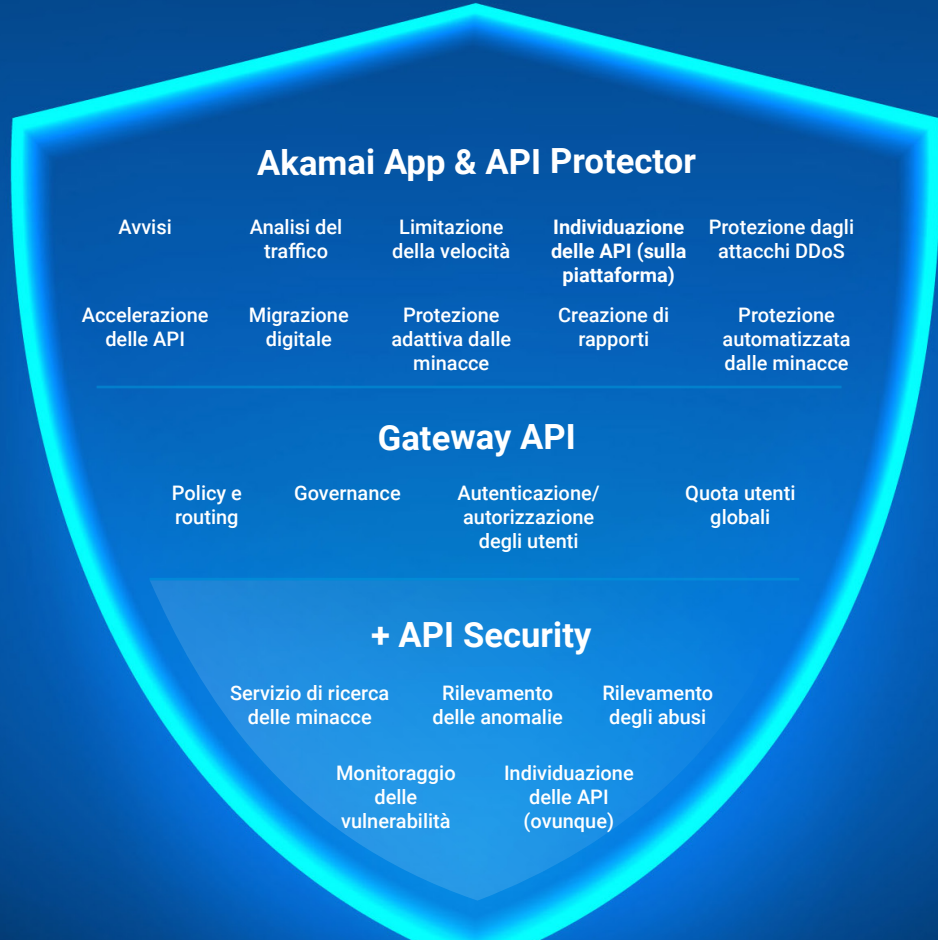 Akamai App & API Protector
Avvisi
Analisi del
traffico
Limitazione
della velocità
Individuazione
delle API (sulla
piattaforma)
Protezione dagli
attacchi DDoS
Accelerazione
delle API
Migrazione
digitale
Protezione
adattiva dalle
minacce
Creazione di
rapporti
Protezione
automatizzata
dalle minacce
Gateway API
Policy e
routing
Governance
Autenticazione/
autorizzazione
degli utenti
Quota utenti
globali
+ API Security
Servizio di ricerca
delle minacce
Rilevamento
delle anomalie
Rilevamento
degli abusi
Monitoraggio
delle
vulnerabilità
Individuazione
delle API
(ovunque)